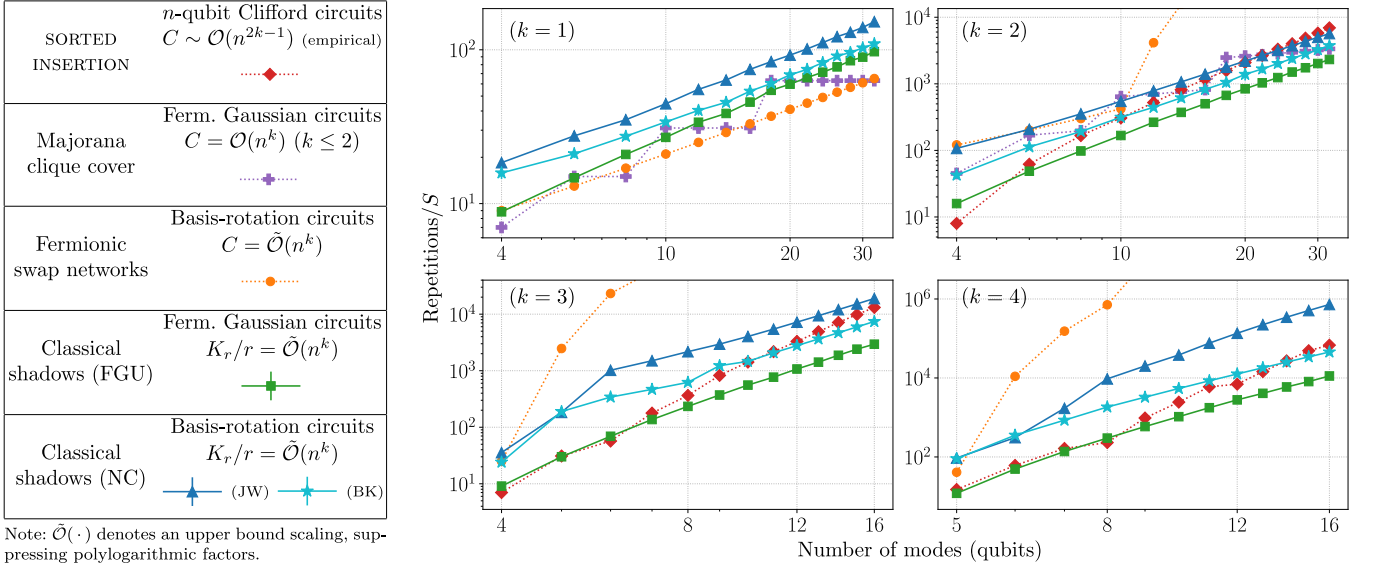 n-qubit Clifford circuits
SORTED
INSERTION
C ∼ 𝒪(n^{2k−1}) (empirical)
Ferm. Gaussian circuits
Majorana
clique cover
C = 𝒪(n^k) (k ≤ 2)
Basis-rotation circuits
Fermionic
swap networks
C = 𝒪̃(n^k)
Ferm. Gaussian circuits
Classical
shadows (FGU)
K_r/r = 𝒪̃(n^k)
Basis-rotation circuits
Classical
shadows (NC)
K_r/r = 𝒪̃(n^k)
(JW) (BK)
Note: 𝒪̃(·) denotes an upper bound scaling, sup-
pressing polylogarithmic factors.
Repetitions/S
(k = 1)
10^2
10^1
4 10 20 30
(k = 2)
10^4
10^3
10^2
10^1
4 10 20 30
(k = 3)
10^4
10^3
10^2
10^1
4 8 12 16
(k = 4)
10^6
10^4
10^2
5 8 12 16
Number of modes (qubits)